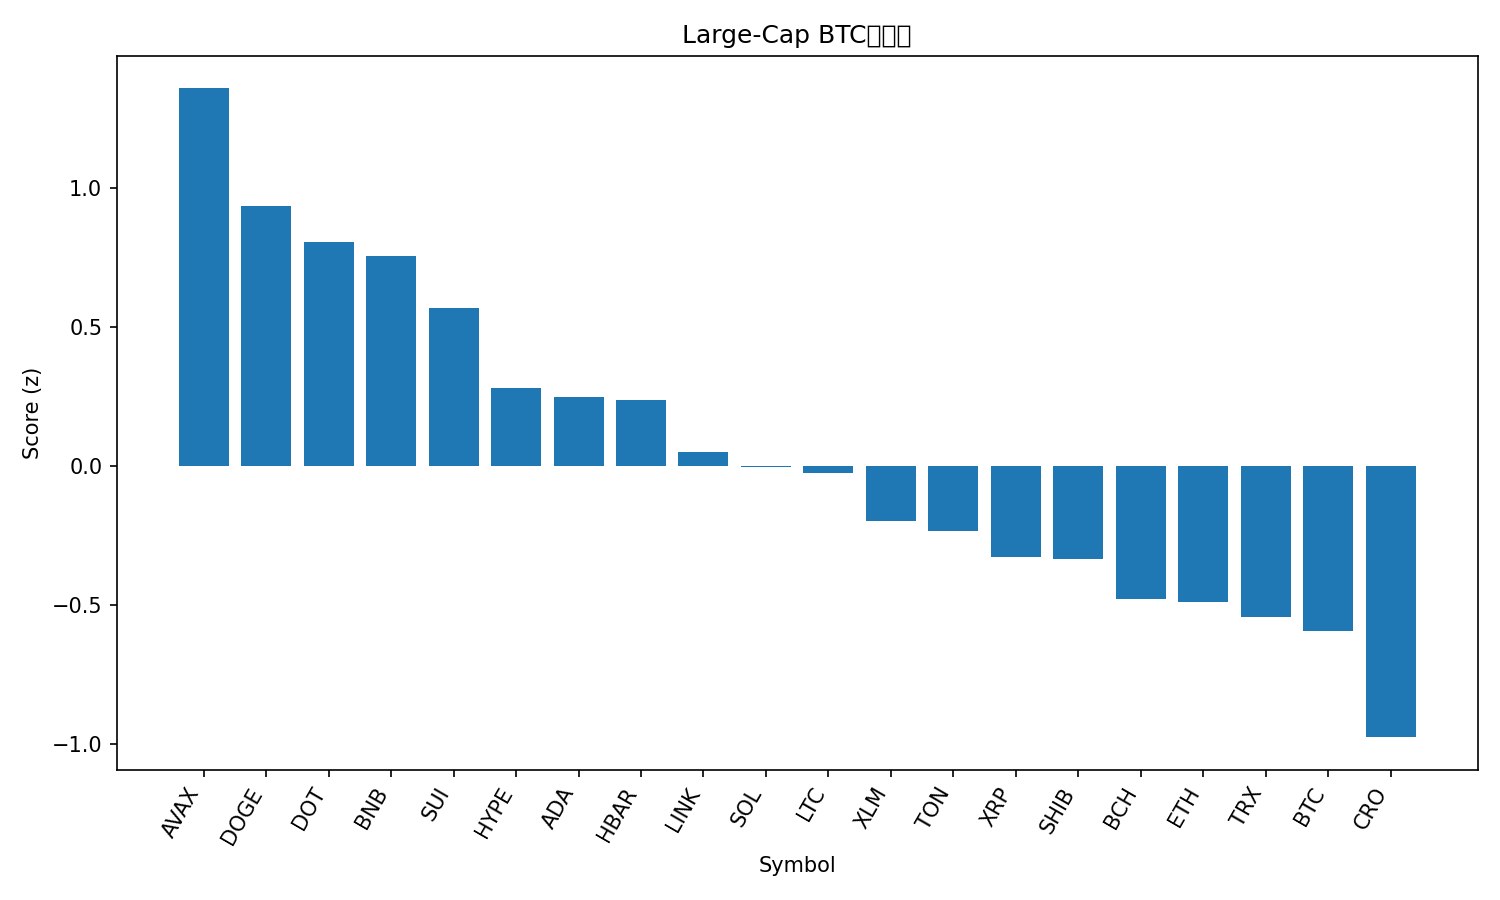 Large-Cap BTC
1.0
0.5
0.0
−0.5
−1.0
Score (z)
AVAX
DOGE
DOT
BNB
SUI
HYPE
ADA
HBAR
LINK
SOL
LTC
XLM
TON
XRP
SHIB
BCH
ETH
TRX
BTC
CRO
Symbol